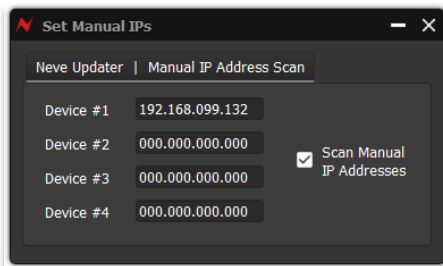 Set Manual IPs
Neve Updater | Manual IP Address Scan
Device #1 192.168.099.132
Device #2 000.000.000.000
Device #3 000.000.000.000
Device #4 000.000.000.000
Scan Manual
IP Addresses